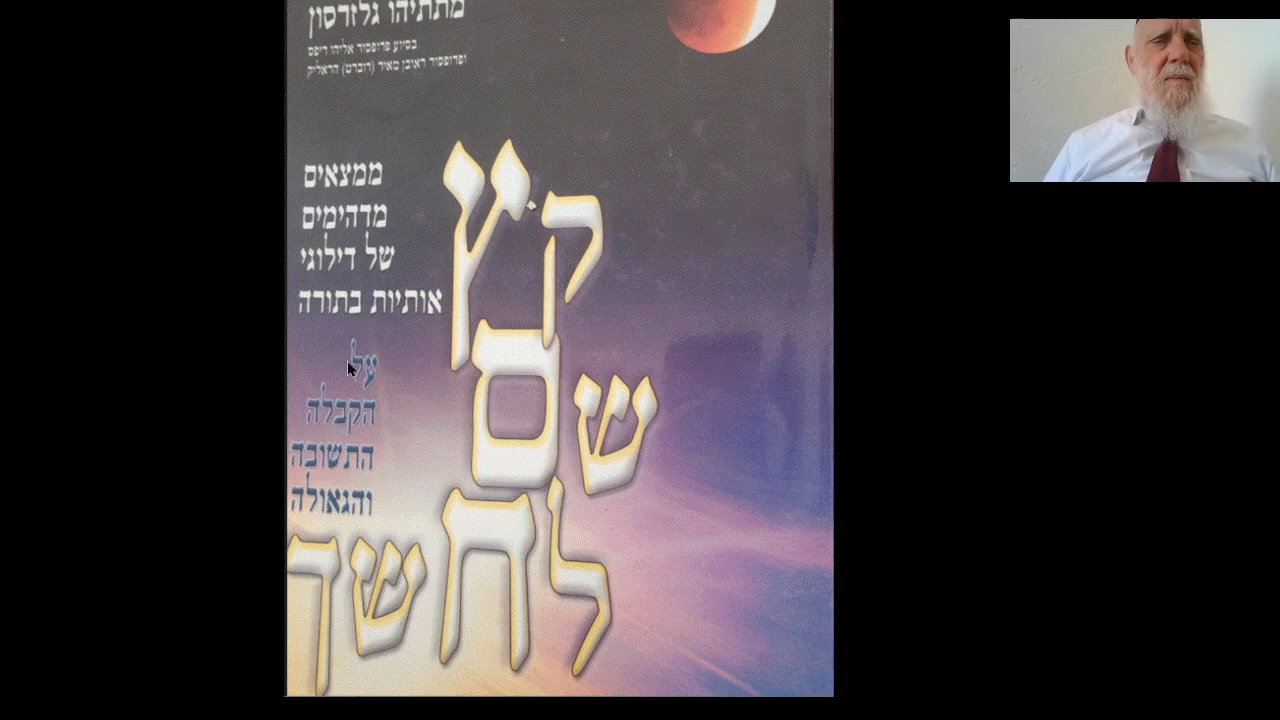 מתתיהו גלזרסון
בסיוע פרופסור אליהו ריפס
ופרופסור ראובן מאיר (רוברט) הראליק
קץ
שם
לחשך
ממצאים
מדהימים
של דילוגי
אותיות בתורה
על
הקבלה
התשובה
והגאולה